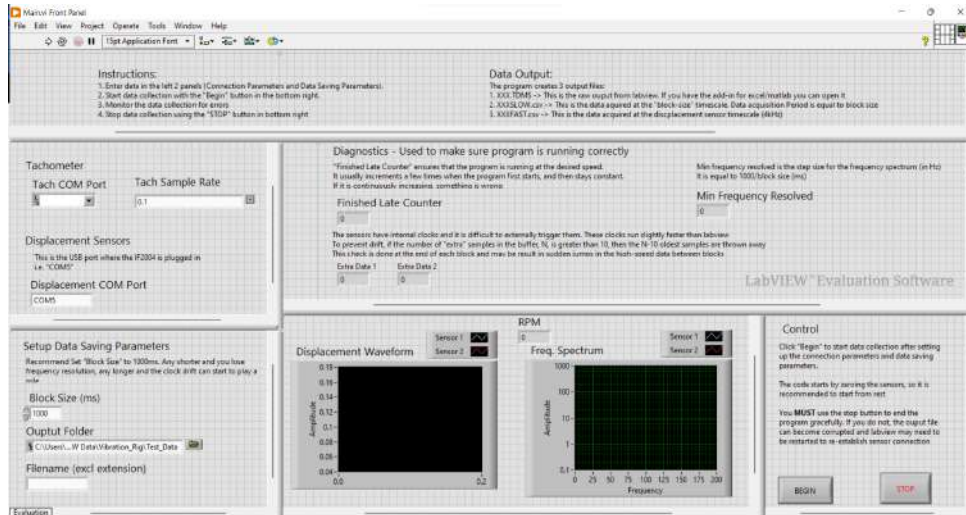 Main.vi Front Panel
File Edit View Project Operate Tools Window Help
15pt Application Font
Instructions:
1. Enter data in the left 2 panels (Connection Parameters and Data Saving Parameters).
2. Start data collection with the "Begin" button in the bottom right.
3. Monitor the data collection for errors
4. Stop data collection using the "STOP" button in bottom right
Data Output:
The program creates 3 output files:
1. XXX.TDMS -> This is the raw ouput from labview. If you have the add-in for excel/matlab you can open it
2. XXXSLOW.csv -> This is the data aquired at the "block-size" timescale. Data acquisition Period is equal to block size
3. XXXFAST.csv -> This is the data acquired at the discplacement sensor timescale (4kHz)
Tachometer
Tach COM Port
Tach Sample Rate
0.1
Displacement Sensors
This is the USB port where the IF2004 is plugged in
i.e. "COM5"
Displacement COM Port
COM5
Diagnostics - Used to make sure program is running correctly
"Finished Late Counter" ensures that the program is running at the desired speed.
It usually increments a few times when the program first starts, and then stays constant.
If it is continuously increasing, something is wrong
Finished Late Counter
0
Min frequency resolved is the step size for the frequency spectrum (in Hz)
It is equal to 1000/block size (ms)
Min Frequency Resolved
0
The sensors have internal clocks and it is difficult to externally trigger them. These clocks run slightly faster than labview
To prevent drift, if the number of "extra" samples in the buffer, N, is greater than 10, then the N-10 oldest samples are thrown away
This check is done at the end of each block and may be result in sudden jumps in the high-speed data between blocks
Extra Data 1
Extra Data 2
0
0
LabVIEW™Evaluation Software
Setup Data Saving Parameters
Recommend Set "Block Size" to 1000ms. Any shorter and you lose
frequency resolution, any longer and the clock drift can start to play a
role
Block Size (ms)
1000
Ouptut Folder
C:\Users\...W Data\Vibration_Rig\Test_Data
Filename (excl extension)
Evaluation
RPM
0
Displacement Waveform
Sensor 1
Sensor 2
0.18
0.16
0.14
0.12
0.1
0.08
0.06
0.04
Amplitude
0.0
0.2
Freq. Spectrum
Sensor 1
Sensor 2
1000
100
10
1
0.1
Amplitude
0 25 50 75 100 125 150 175 200
Frequency
Control
Click "Begin" to start data collection after setting
up the connection parameters and data saving
parameters.
The code starts by zeroing the sensors, so it is
recommended to start from rest
You MUST use the stop button to end the
program gracefully. If you do not, the ouput file
can become corrupted and labview may need to
be restarted to re-establish sensor connection
BEGIN
STOP